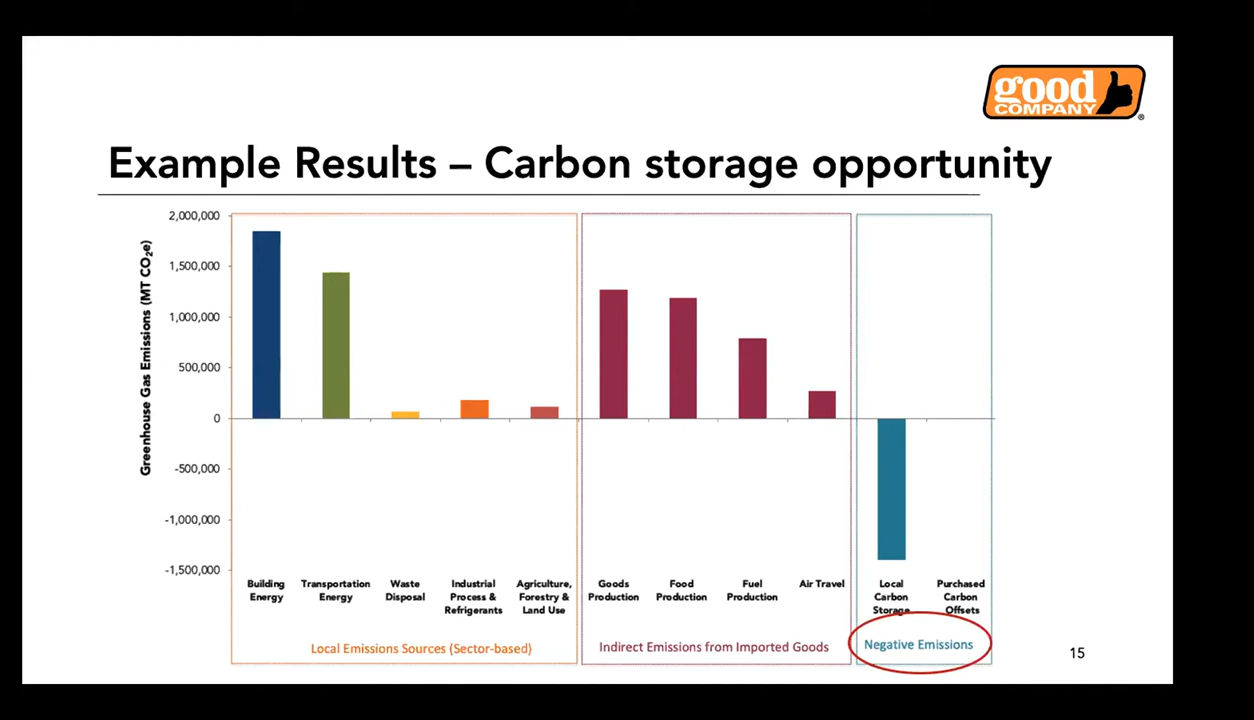 good
COMPANY
®
Example Results – Carbon storage opportunity
Greenhouse Gas Emissions (MT CO₂e)
2,000,000
1,500,000
1,000,000
500,000
0
-500,000
-1,000,000
-1,500,000
Building
Energy
Transportation
Energy
Waste
Disposal
Industrial
Process &
Refrigerants
Agriculture,
Forestry &
Land Use
Goods
Production
Food
Production
Fuel
Production
Air Travel
Local
Carbon
Storage
Purchased
Carbon
Offsets
Local Emissions Sources (Sector-based)
Indirect Emissions from Imported Goods
Negative Emissions
15